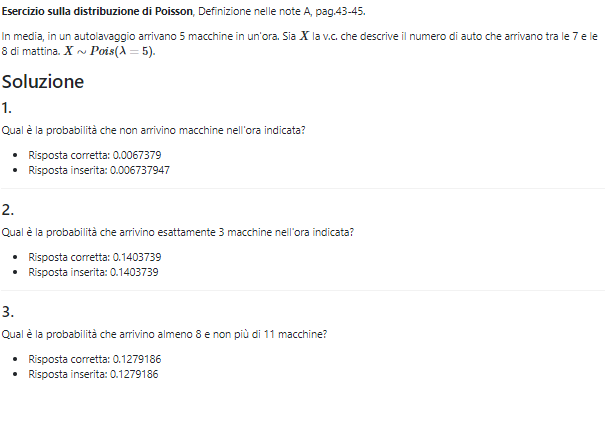 Esercizio sulla distribuzione di Poisson, Definizione nelle note A, pag.43-45.
In media, in un autolavaggio arrivano 5 macchine in un'ora. Sia X la v.c. che descrive il numero di auto che arrivano tra le 7 e le
8 di mattina. X ∼ Pois(λ = 5).
Soluzione
1.
Qual è la probabilità che non arrivino macchine nell'ora indicata?
• Risposta corretta: 0.0067379
• Risposta inserita: 0.006737947
2.
Qual è la probabilità che arrivino esattamente 3 macchine nell'ora indicata?
• Risposta corretta: 0.1403739
• Risposta inserita: 0.1403739
3.
Qual è la probabilità che arrivino almeno 8 e non più di 11 macchine?
• Risposta corretta: 0.1279186
• Risposta inserita: 0.1279186